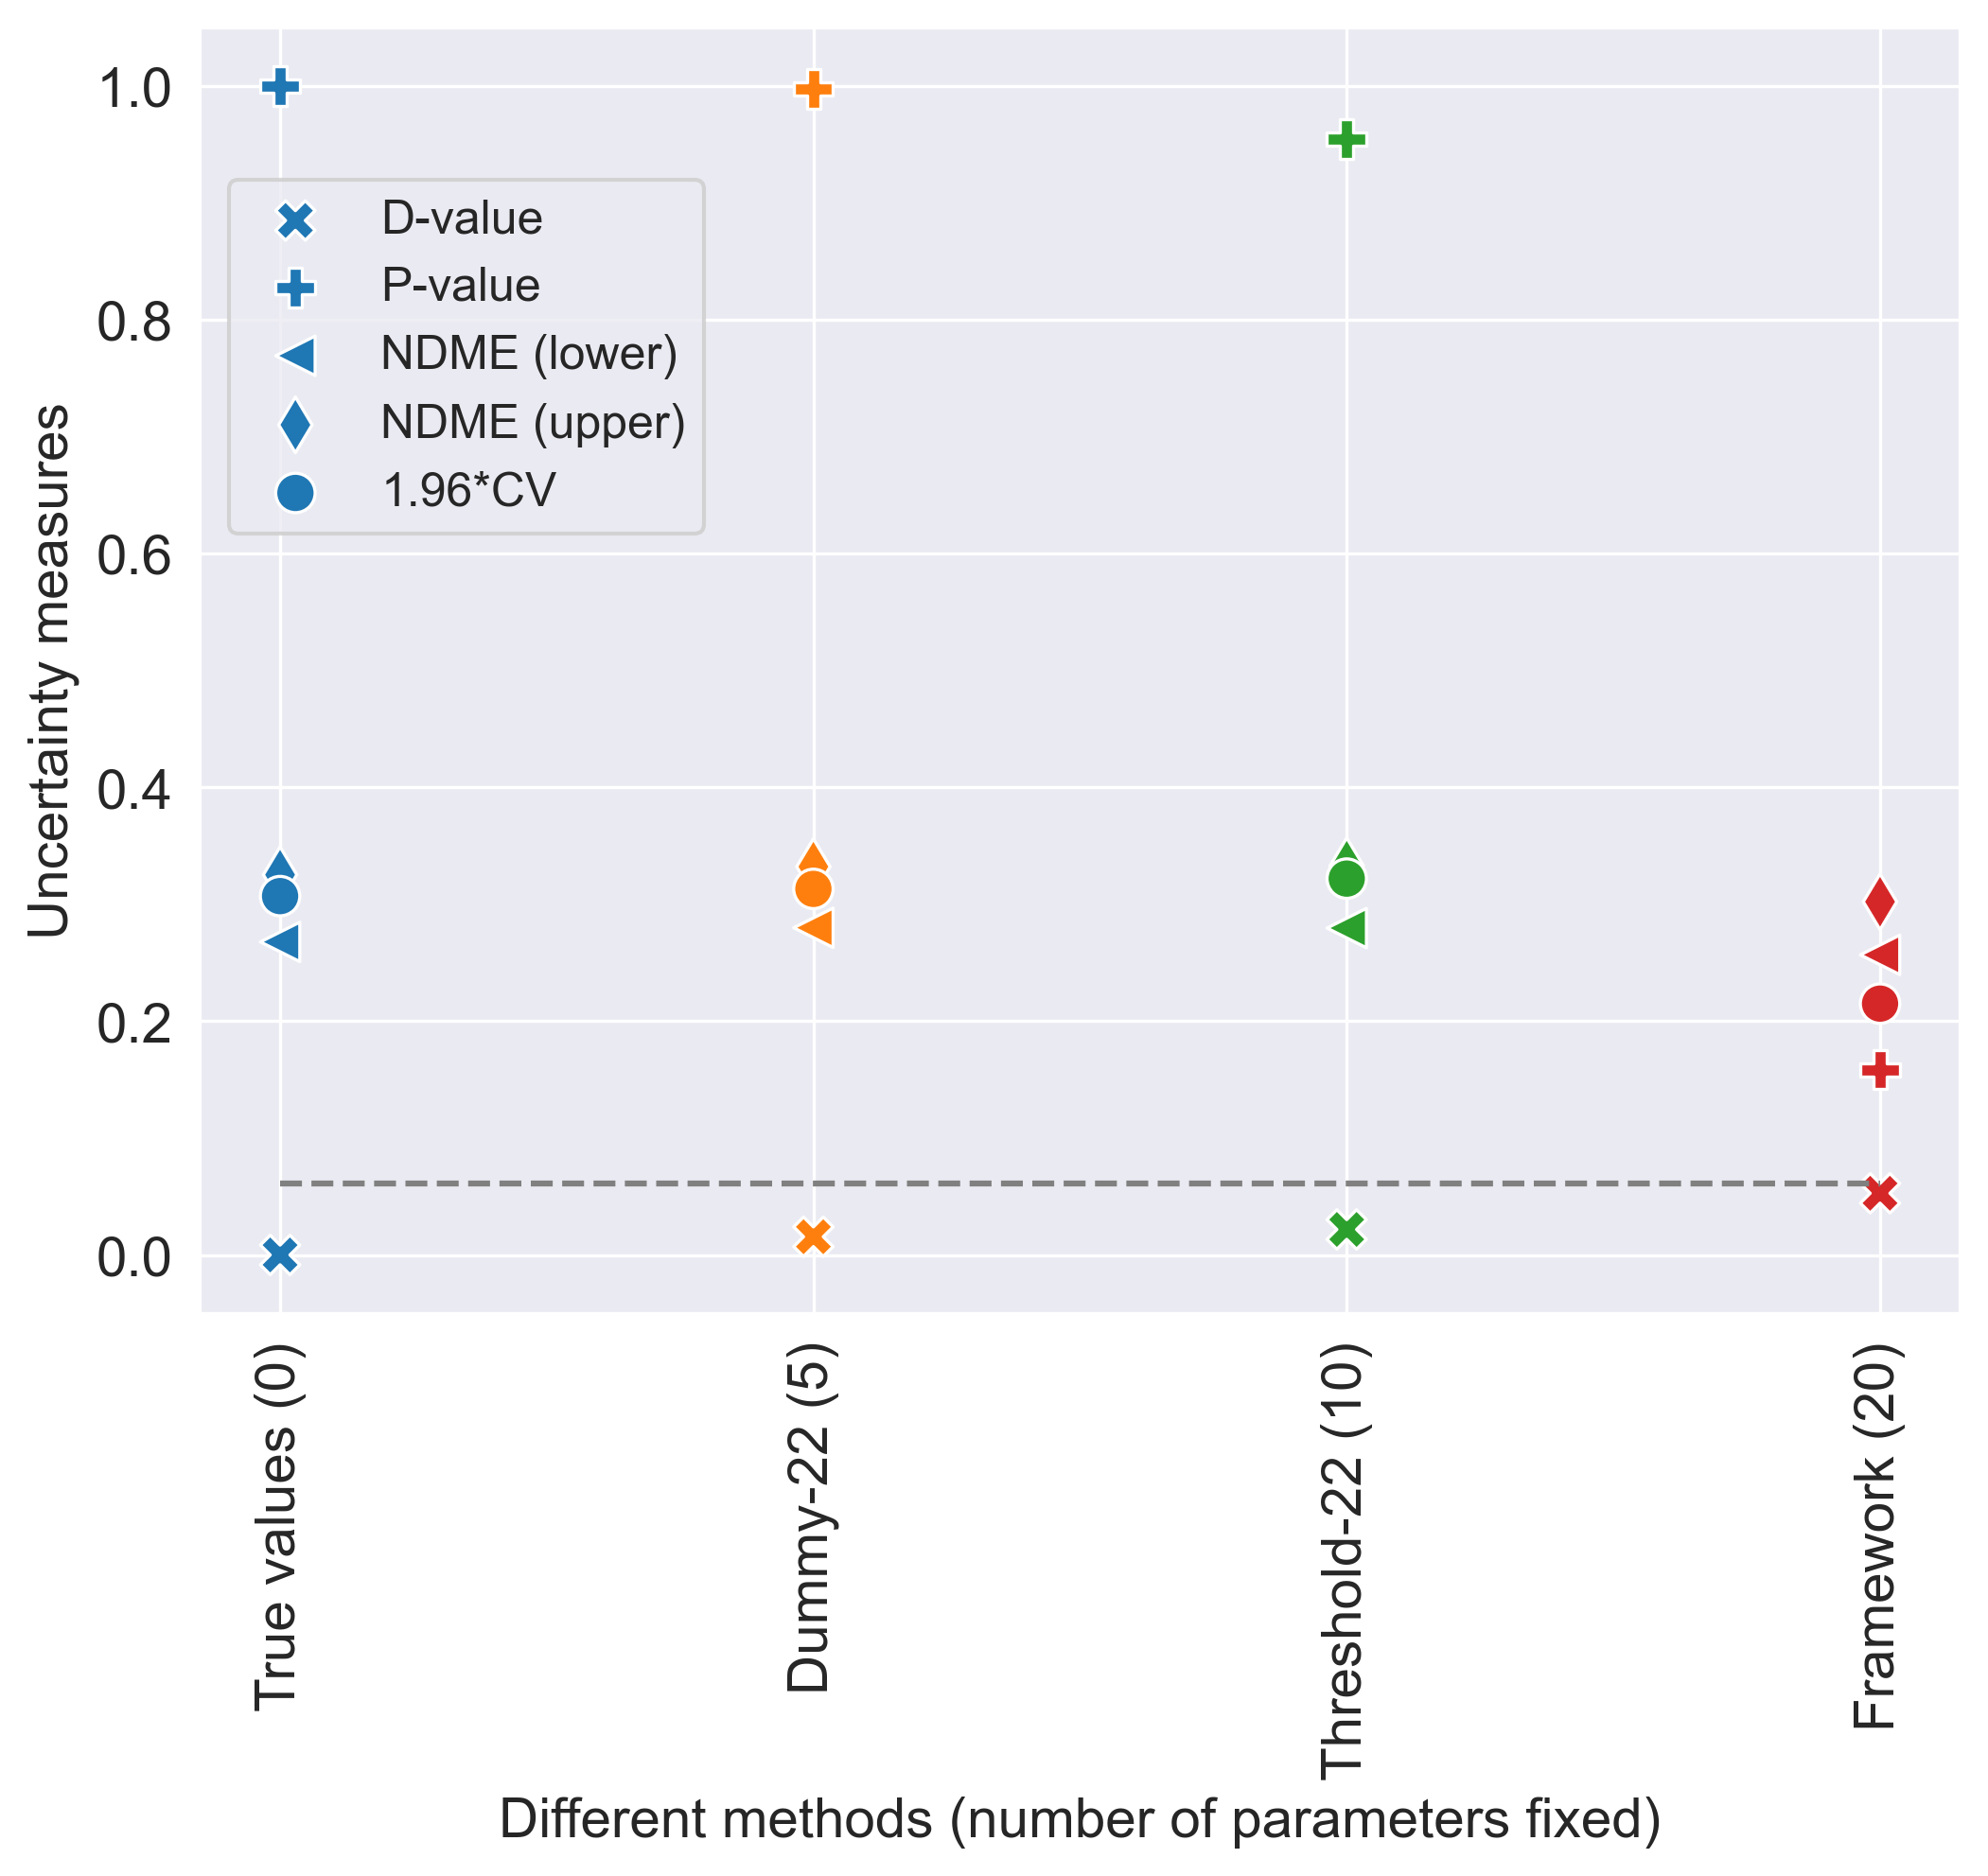 Uncertainty measures
1.0
0.8
0.6
0.4
0.2
0.0
D-value
P-value
NDME (lower)
NDME (upper)
1.96*CV
True values (0)
Dummy-22 (5)
Threshold-22 (10)
Framework (20)
Different methods (number of parameters fixed)